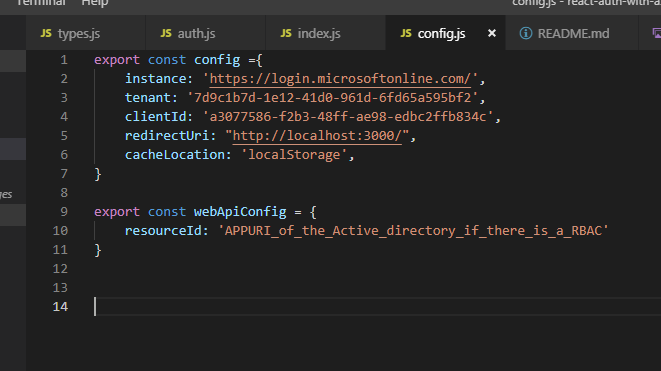 Terminal Help config.js - react-auth-with-a
JS types.js JS auth.js JS index.js JS config.js × README.md
ges
1 export const config ={
2 instance: 'https://login.microsoftonline.com/',
3 tenant: '7d9c1b7d-1e12-41d0-961d-6fd65a595bf2',
4 clientId: 'a3077586-f2b3-48ff-ae98-edbc2ffb834c',
5 redirectUri: "http://localhost:3000/",
6 cacheLocation: 'localStorage',
7 }
8
9 export const webApiConfig = {
10 resourceId: 'APPURI_of_the_Active_directory_if_there_is_a_RBAC'
11 }
12
13
14